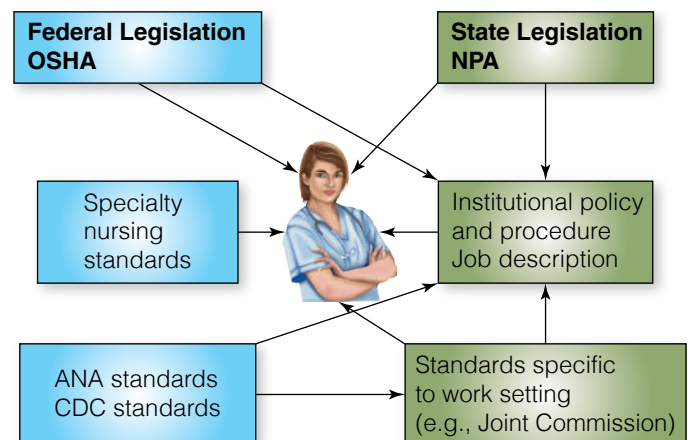 Federal Legislation
OSHA
State Legislation
NPA
Specialty
nursing
standards
Institutional policy
and procedure
Job description
ANA standards
CDC standards
Standards specific
to work setting
(e.g., Joint Commission)